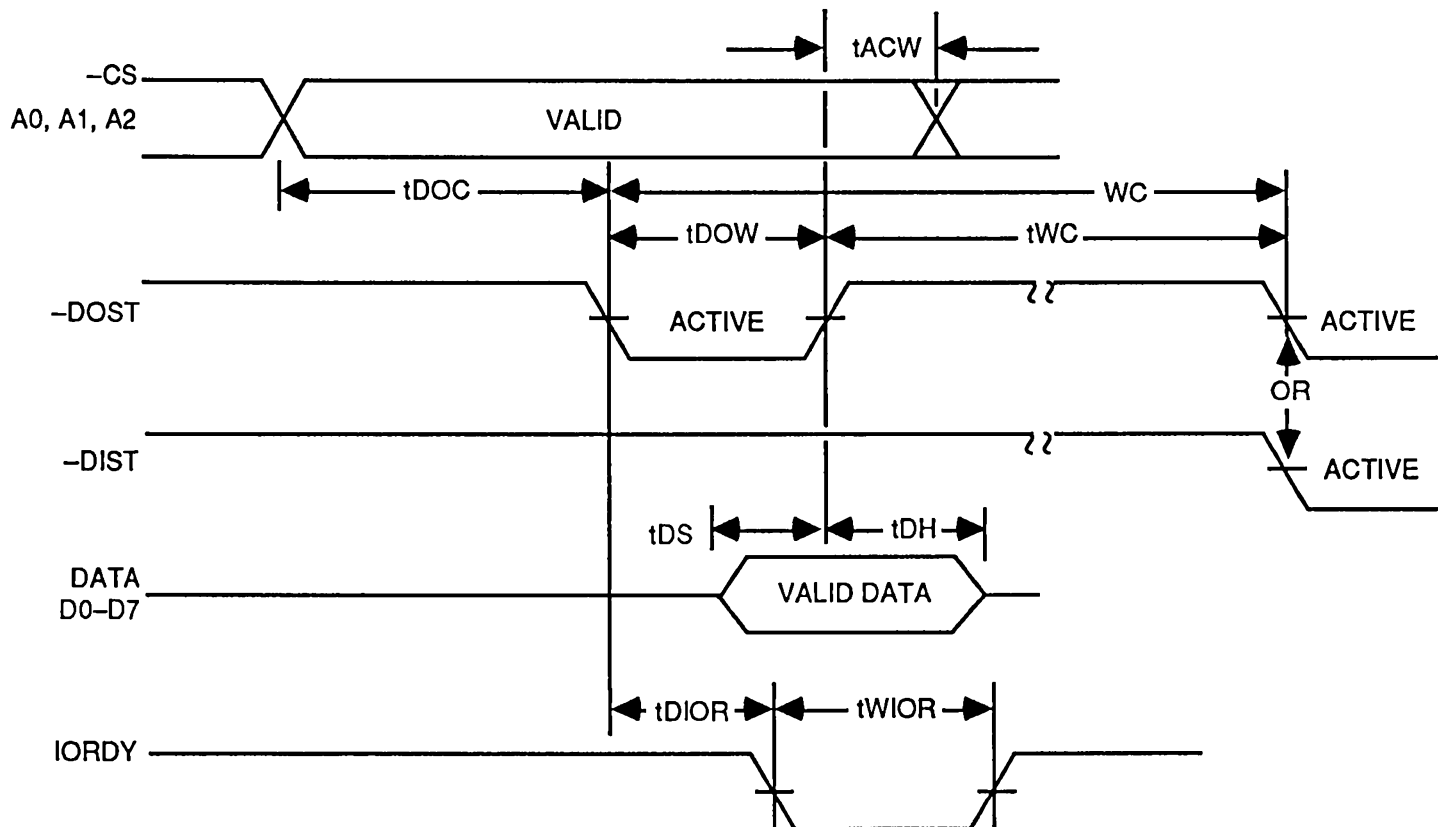 tACW
–CS
A0, A1, A2
VALID
tDOC
WC
tDOW
tWC
–DOST
ACTIVE
ACTIVE
OR
–DIST
ACTIVE
tDS
tDH
DATA
D0–D7
VALID DATA
tDIOR
tWIOR
IORDY